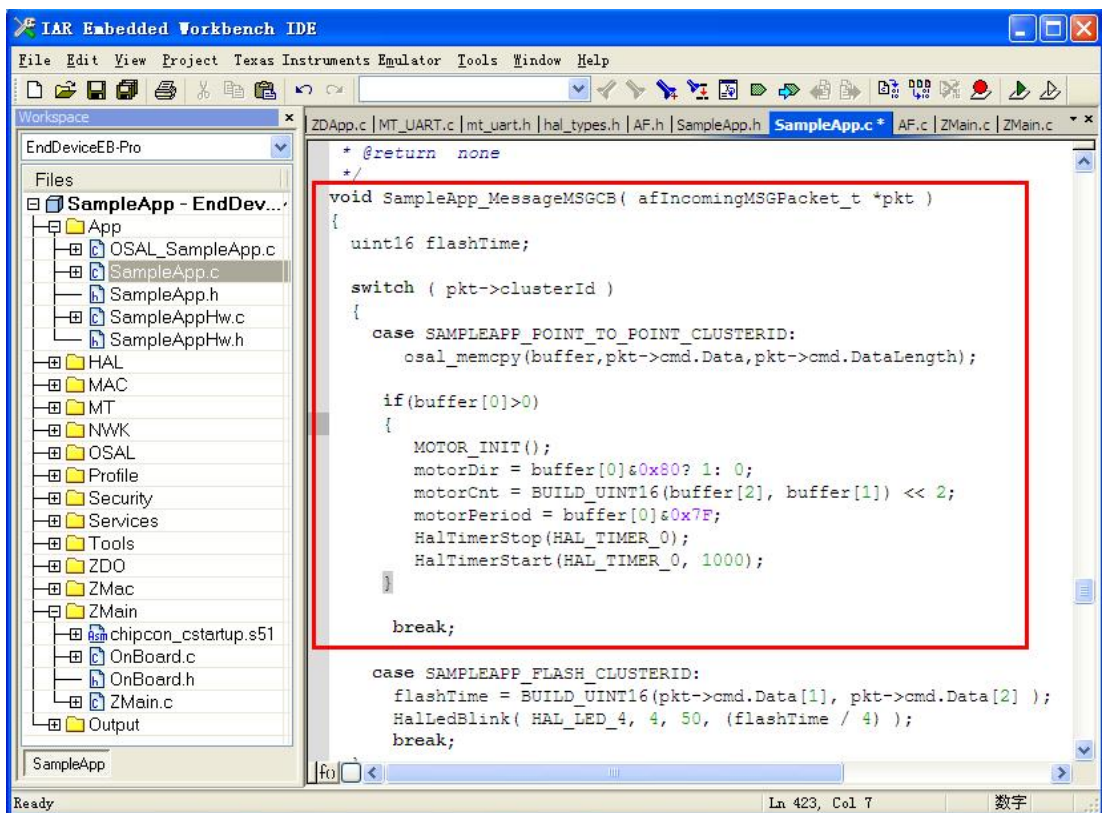 IAR Embedded Workbench IDE
File Edit View Project Texas Instruments Emulator Tools Window Help
Workspace
ZDApp.c | MT_UART.c | mt_uart.h | hal_types.h | AF.h | SampleApp.h SampleApp.c * AF.c | ZMain.c | ZMain.c
EndDeviceEB-Pro
Files
SampleApp - EndDev...
App
OSAL_SampleApp.c
SampleApp.c
SampleApp.h
SampleAppHw.c
SampleAppHw.h
HAL
MAC
MT
NWK
OSAL
Profile
Security
Services
Tools
ZDO
ZMac
ZMain
chipcon_cstartup.s51
OnBoard.c
OnBoard.h
ZMain.c
Output
SampleApp
* @return none
*/
void SampleApp_MessageMSGCB( afIncomingMSGPacket_t *pkt )
{
uint16 flashTime;
switch ( pkt->clusterId )
{
case SAMPLEAPP_POINT_TO_POINT_CLUSTERID:
osal_memcpy(buffer,pkt->cmd.Data,pkt->cmd.DataLength);
if(buffer[0]>0)
{
MOTOR_INIT();
motorDir = buffer[0]&0x80? 1: 0;
motorCnt = BUILD_UINT16(buffer[2], buffer[1]) << 2;
motorPeriod = buffer[0]&0x7F;
HalTimerStop(HAL_TIMER_0);
HalTimerStart(HAL_TIMER_0, 1000);
}
break;
case SAMPLEAPP_FLASH_CLUSTERID:
flashTime = BUILD_UINT16(pkt->cmd.Data[1], pkt->cmd.Data[2] );
HalLedBlink( HAL_LED_4, 4, 50, (flashTime / 4) );
break;
Ready
Ln 423, Col 7
数字